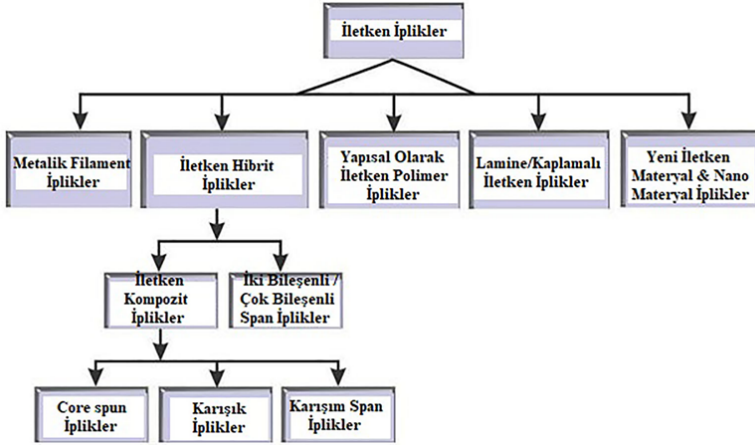 İletken İplikler
Metalik Filament
İplikler
İletken Hibrit
İplikler
Yapısal Olarak
İletken Polimer
İplikler
Lamine/Kaplamalı
İletken İplikler
Yeni İletken
Materyal & Nano
Materyal İplikler
İletken
Kompozit
İplikler
İki Bileşenli /
Çok Bileşenli
Span İplikler
Core spun
İplikler
Karışık
İplikler
Karışım Span
İplikler